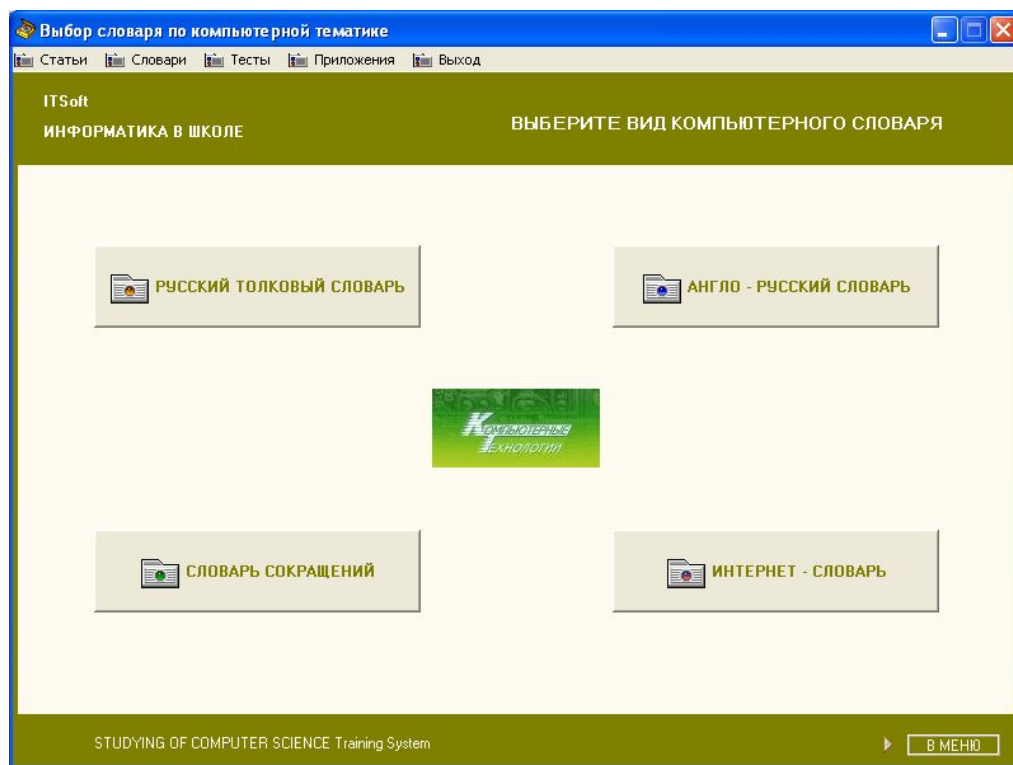 Выбор словаря по компьютерной тематике
Статьи Словари Тесты Приложения Выход
ITSoft
ИНФОРМАТИКА В ШКОЛЕ
ВЫБЕРИТЕ ВИД КОМПЬЮТЕРНОГО СЛОВАРЯ
РУССКИЙ ТОЛКОВЫЙ СЛОВАРЬ
АНГЛО - РУССКИЙ СЛОВАРЬ
КОМПЬЮТЕРНЫЕ
ТЕХНОЛОГИИ
СЛОВАРЬ СОКРАЩЕНИЙ
ИНТЕРНЕТ - СЛОВАРЬ
STUDYING OF COMPUTER SCIENCE Training System
В МЕНЮ